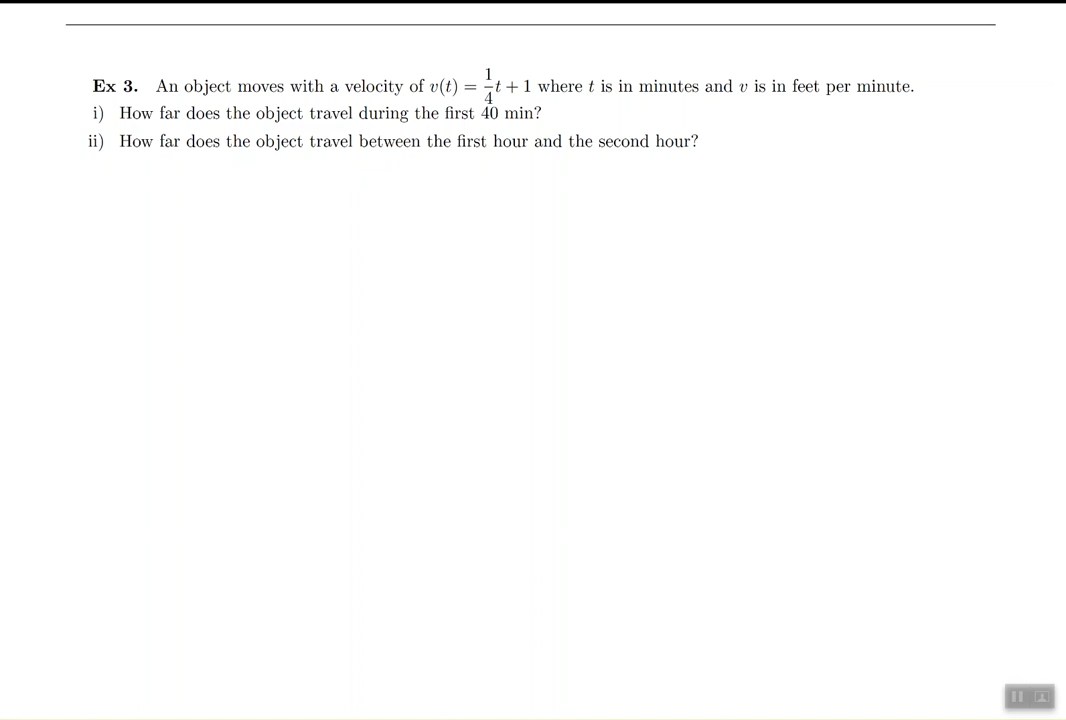 Ex 3. An object moves with a velocity of v(t) = \frac{1}{4}t + 1 where t is in minutes and v is in feet per minute.
i) How far does the object travel during the first 40 min?
ii) How far does the object travel between the first hour and the second hour?